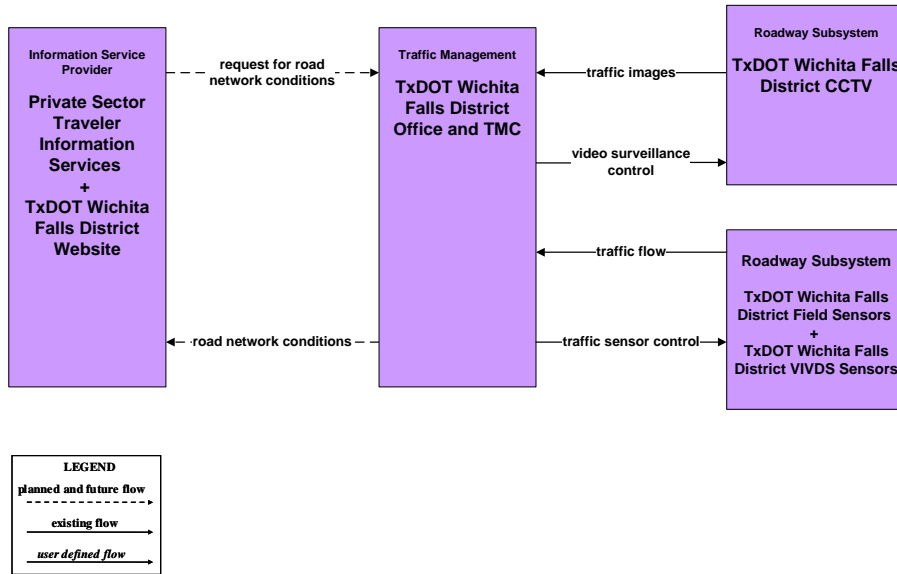 Information Service
Provider
Private Sector
Traveler
Information
Services
+
TxDOT Wichita
Falls District
Website
request for road
network conditions
road network conditions
Traffic Management
TxDOT Wichita
Falls District
Office and TMC
traffic images
video surveillance
control
traffic flow
traffic sensor control
Roadway Subsystem
TxDOT Wichita Falls
District CCTV
Roadway Subsystem
TxDOT Wichita Falls
District Field Sensors
+
TxDOT Wichita Falls
District VIVDS Sensors
LEGEND
planned and future flow
existing flow
user defined flow